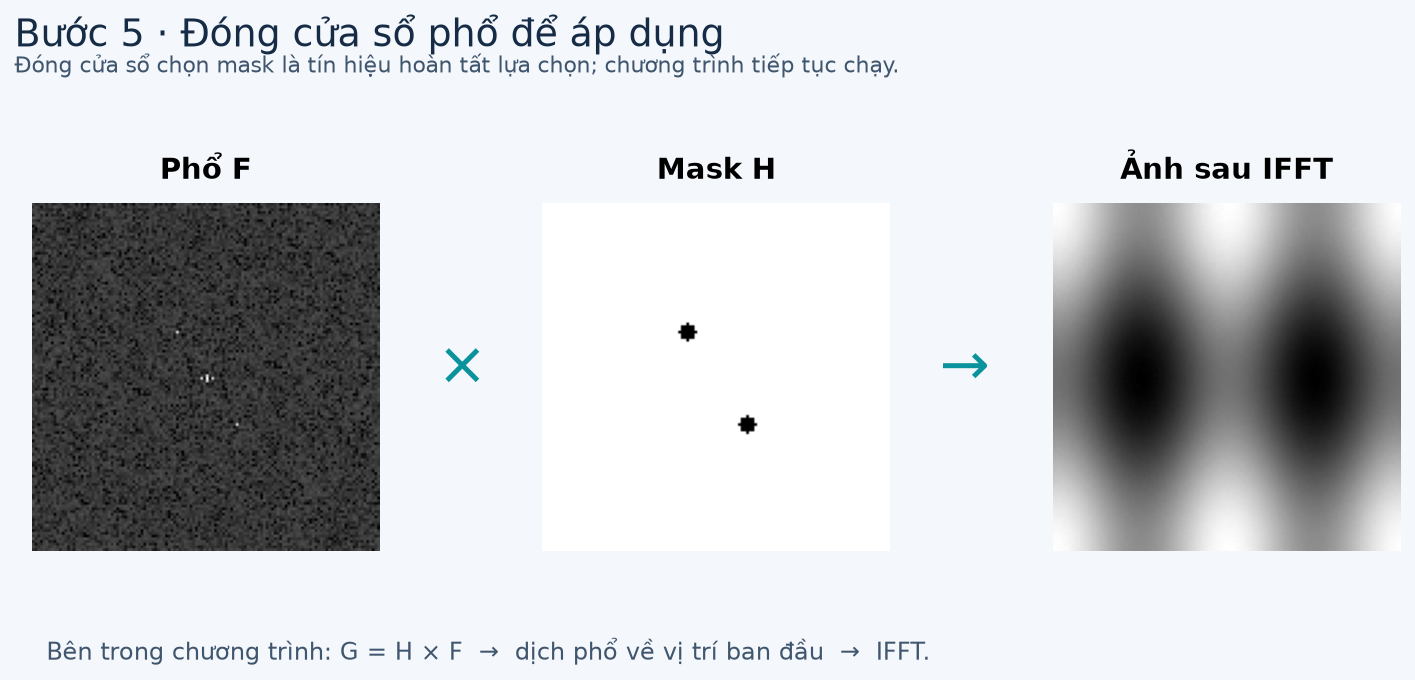 Bước 5 · Đóng cửa sổ phổ để áp dụng
Đóng cửa sổ chọn mask là tín hiệu hoàn tất lựa chọn; chương trình tiếp tục chạy.
Phổ F
Mask H
Ảnh sau IFFT
×
→
Bên trong chương trình: G = H × F → dịch phổ về vị trí ban đầu → IFFT.